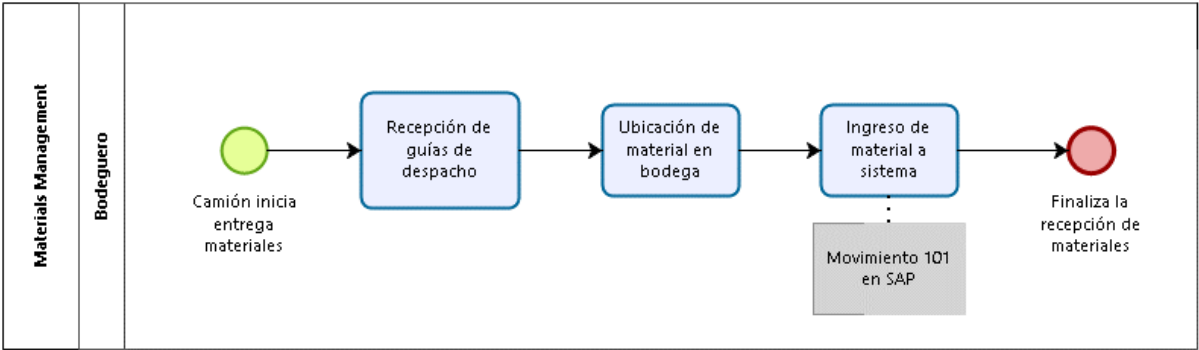 Materials Management
Bodeguero
Camión inicia
entrega
materiales
Recepción de
guías de
despacho
Ubicación de
material en
bodega
Ingreso de
material a
sistema
Movimiento 101
en SAP
Finaliza la
recepción de
materiales